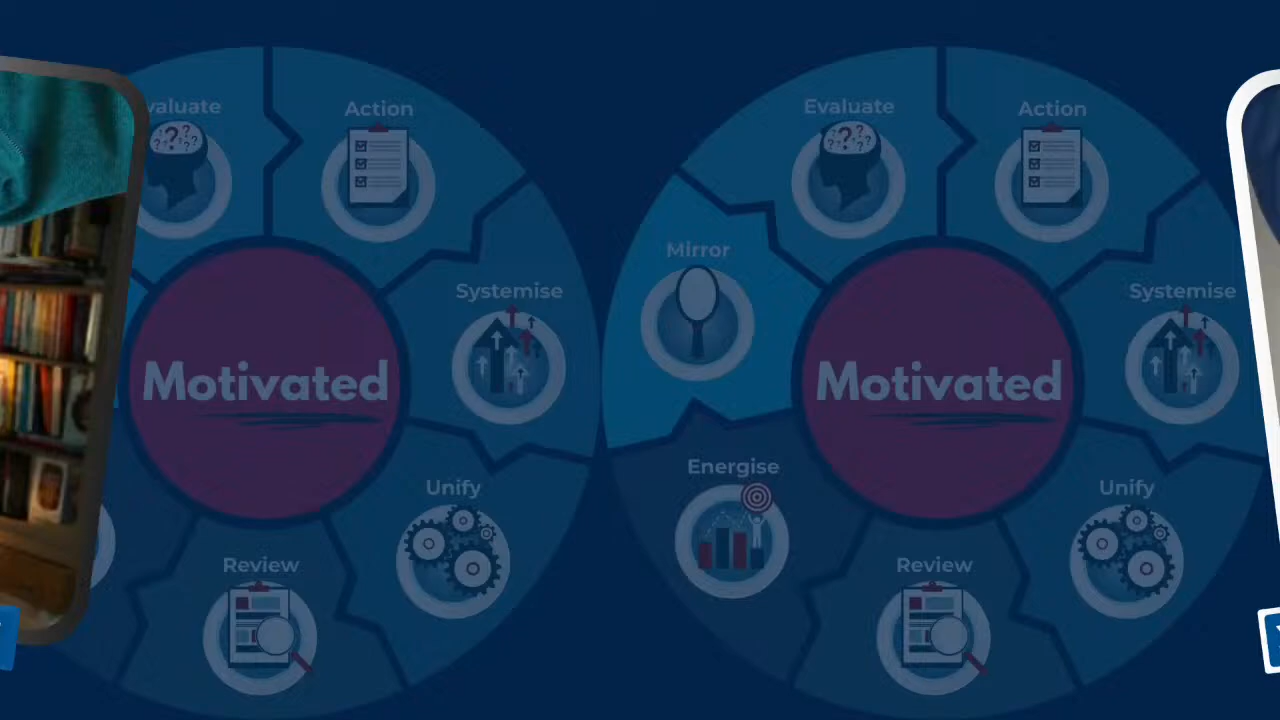 valuate
Action
Systemise
Motivated
Unify
Review
Evaluate
Action
Mirror
Systemise
Motivated
Energise
Unify
Review